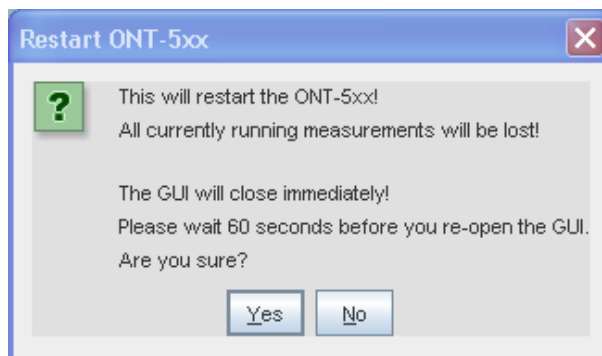 Restart ONT-5xx
?
This will restart the ONT-5xx!
All currently running measurements will be lost!
The GUI will close immediately!
Please wait 60 seconds before you re-open the GUI.
Are you sure?
Yes No